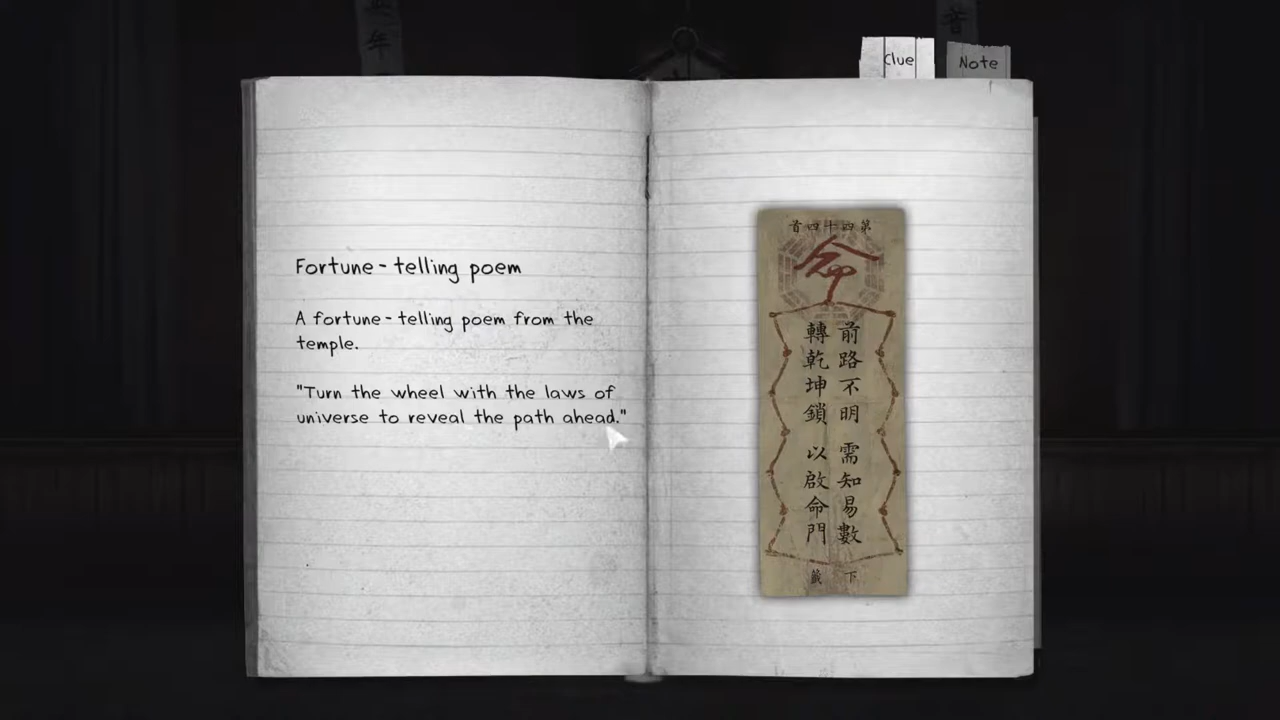 年
Clue
Note
Fortune-telling poem
A fortune-telling poem from the
temple.
"Turn the wheel with the laws of
universe to reveal the path ahead."
第四十四首
命
前路不明 需知易數
轉乾坤鎖 以啟命門
下籤